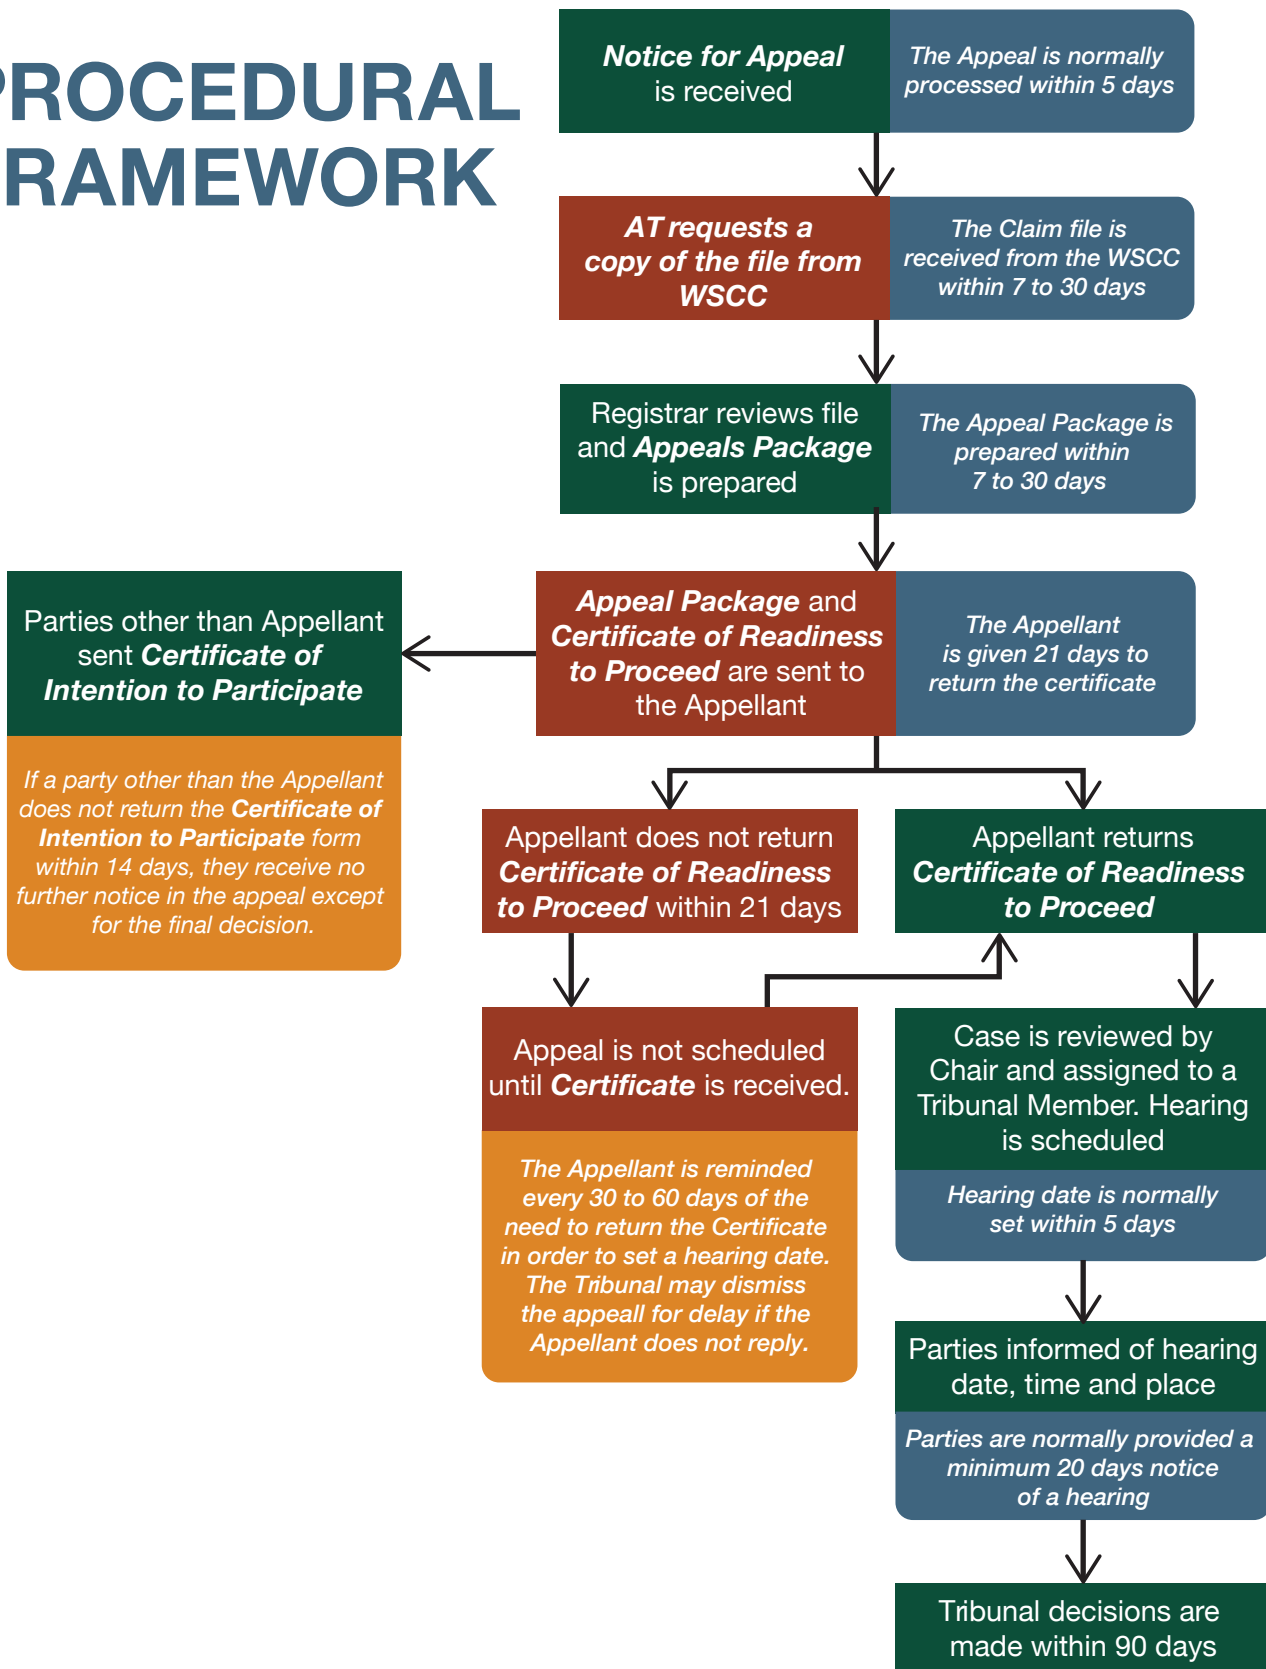 PROCEDURAL
FRAMEWORK
Notice for Appeal
is received
The Appeal is normally
processed within 5 days
AT requests a
copy of the file from
WSCC
The Claim file is
received from the WSCC
within 7 to 30 days
Registrar reviews file
and Appeals Package
is prepared
The Appeal Package is
prepared within
7 to 30 days
Parties other than Appellant
sent Certificate of
Intention to Participate
If a party other than the Appellant
does not return the Certificate of
Intention to Participate form
within 14 days, they receive no
further notice in the appeal except
for the final decision.
Appeal Package and
Certificate of Readiness
to Proceed are sent to
the Appellant
The Appellant
is given 21 days to
return the certificate
Appellant does not return
Certificate of Readiness
to Proceed within 21 days
Appellant returns
Certificate of Readiness
to Proceed
Appeal is not scheduled
until Certificate is received.
The Appellant is reminded
every 30 to 60 days of the
need to return the Certificate
in order to set a hearing date.
The Tribunal may dismiss
the appeall for delay if the
Appellant does not reply.
Case is reviewed by
Chair and assigned to a
Tribunal Member. Hearing
is scheduled
Hearing date is normally
set within 5 days
Parties informed of hearing
date, time and place
Parties are normally provided a
minimum 20 days notice
of a hearing
Tribunal decisions are
made within 90 days